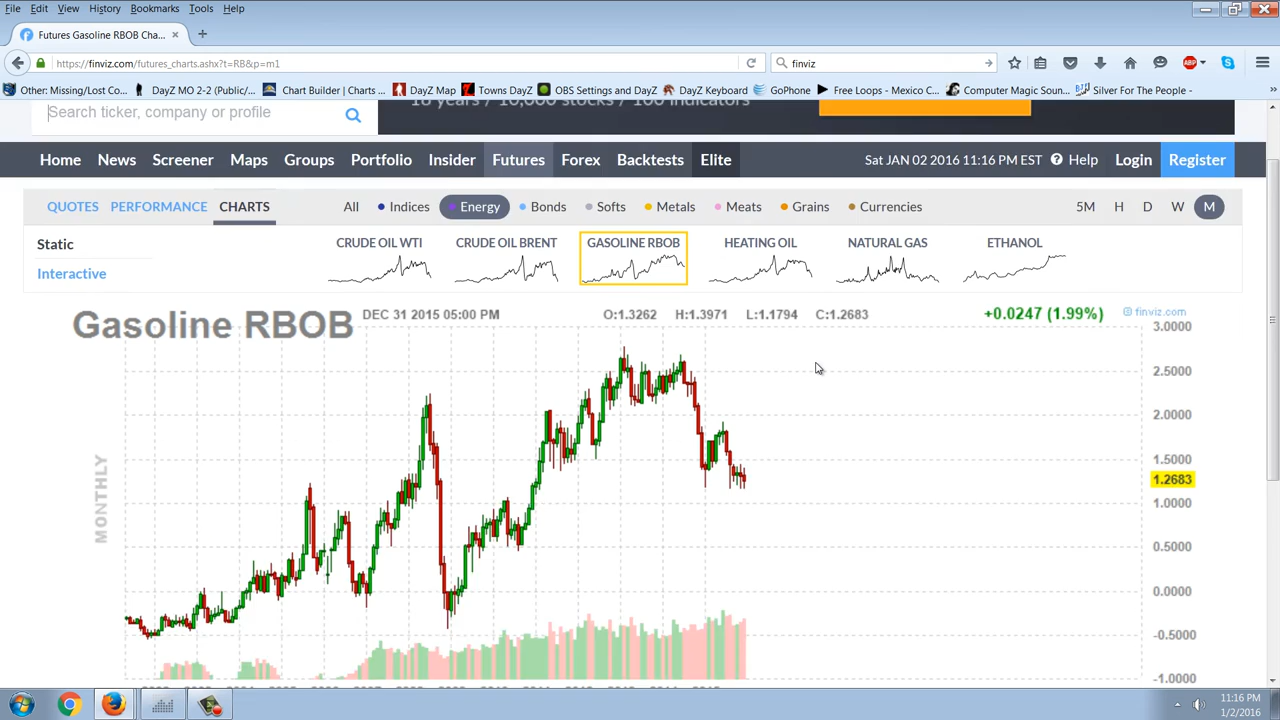 File Edit View History Bookmarks Tools Help
Futures Gasoline RBOB Cha...
https://finviz.com/futures_charts.ashx?t=RB&p=m1
finviz
ABP
Other: Missing/Lost Co...
DayZ MO 2-2 (Public/...
Chart Builder | Charts ...
DayZ Map
Towns DayZ
OBS Settings and DayZ
DayZ Keyboard
GoPhone
Free Loops - Mexico C...
Computer Magic Soun...
Silver For The People -
Search ticker, company or profile
18 years / 10,000 stocks / 100 indicators
Home News Screener Maps Groups Portfolio Insider Futures Forex Backtests Elite
Sat JAN 02 2016 11:16 PM EST
Help
Login
Register
QUOTES PERFORMANCE CHARTS
All Indices Energy Bonds Softs Metals Meats Grains Currencies
5M H D W M
Static
Interactive
CRUDE OIL WTI
CRUDE OIL BRENT
GASOLINE RBOB
HEATING OIL
NATURAL GAS
ETHANOL
Gasoline RBOB
DEC 31 2015 05:00 PM
O:1.3262 H:1.3971 L:1.1794 C:1.2683
+0.0247 (1.99%)
© finviz.com
MONTHLY
3.0000
2.5000
2.0000
1.5000
1.2683
1.0000
0.5000
0.0000
-0.5000
-1.0000
11:16 PM
1/2/2016